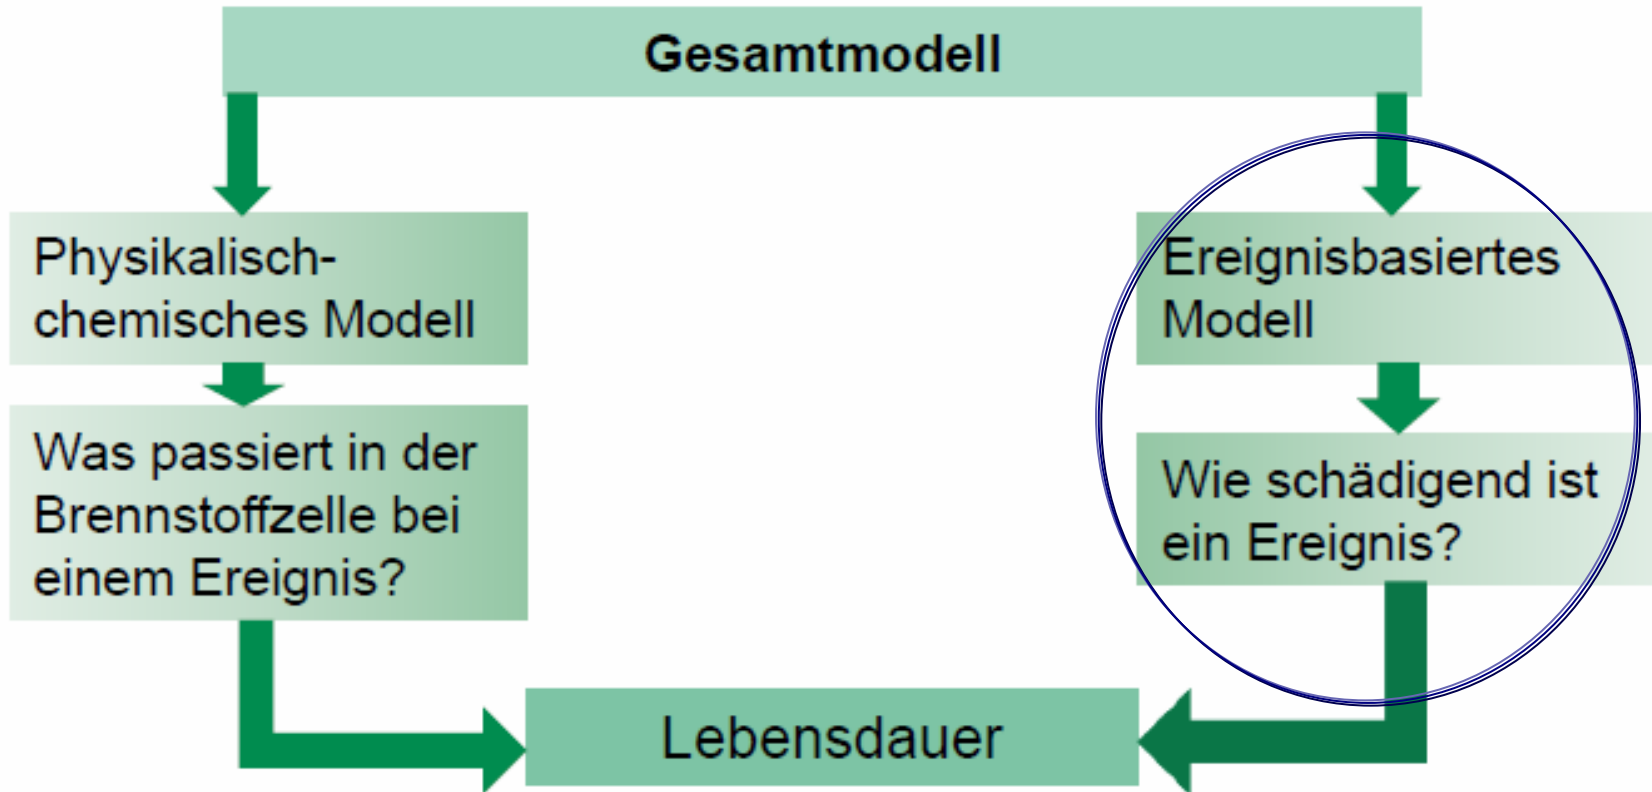 Gesamtmodell
Physikalisch-
chemisches Modell
Was passiert in der
Brennstoffzelle bei
einem Ereignis?
Ereignisbasiertes
Modell
Wie schädigend ist
ein Ereignis?
Lebensdauer